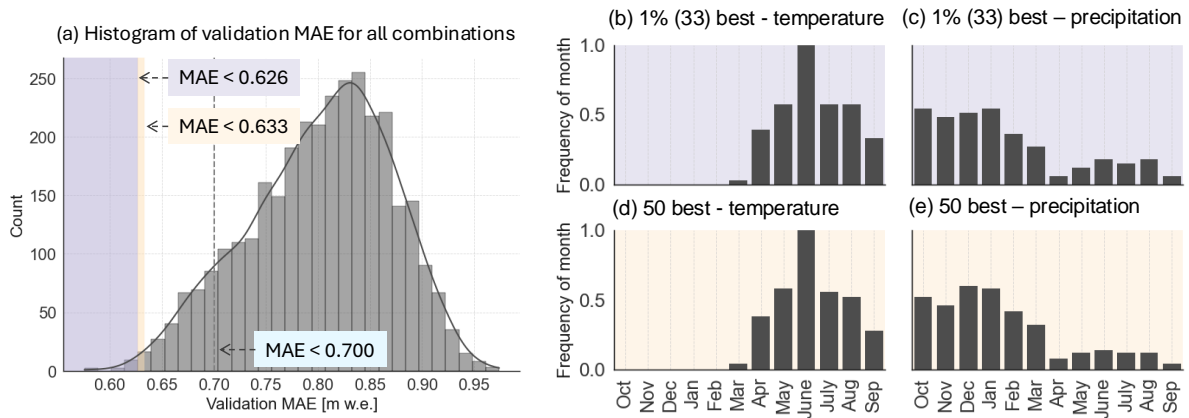 (a) Histogram of validation MAE for all combinations
250
200
150
100
50
0
Count
MAE < 0.626
MAE < 0.633
MAE < 0.700
0.60 0.65 0.70 0.75 0.80 0.85 0.90 0.95
Validation MAE [m w.e.]
(b) 1% (33) best - temperature
1.0
0.5
0.0
Frequency of month
(c) 1% (33) best – precipitation
(d) 50 best - temperature
1.0
0.5
0.0
Frequency of month
Oct Nov Dec Jan Feb Mar Apr May June July Aug Sep
(e) 50 best – precipitation
Oct Nov Dec Jan Feb Mar Apr May June July Aug Sep